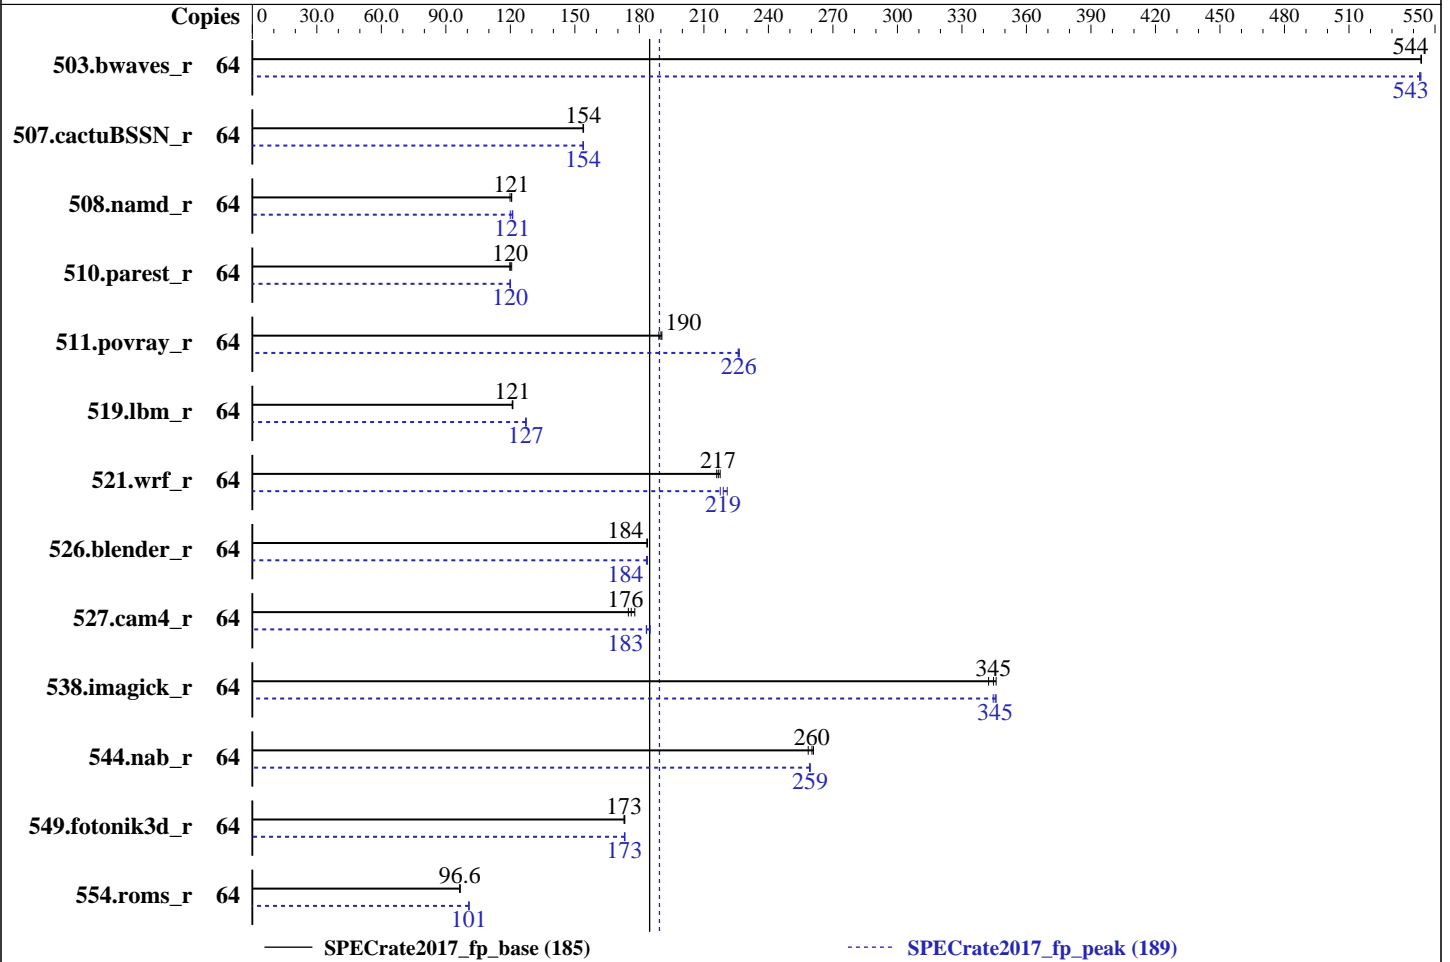 Copies 0 30.0 60.0 90.0 120 150 180 210 240 270 300 330 360 390 420 450 480 510 550
503.bwaves_r 64 544
543
507.cactuBSSN_r 64 154
154
508.namd_r 64 121
121
510.parest_r 64 120
120
511.povray_r 64 190
226
519.lbm_r 64 121
127
521.wrf_r 64 217
219
526.blender_r 64 184
184
527.cam4_r 64 176
183
538.imagick_r 64 345
345
544.nab_r 64 260
259
549.fotonik3d_r 64 173
173
554.roms_r 64 96.6
101
SPECrate2017_fp_base (185) SPECrate2017_fp_peak (189)